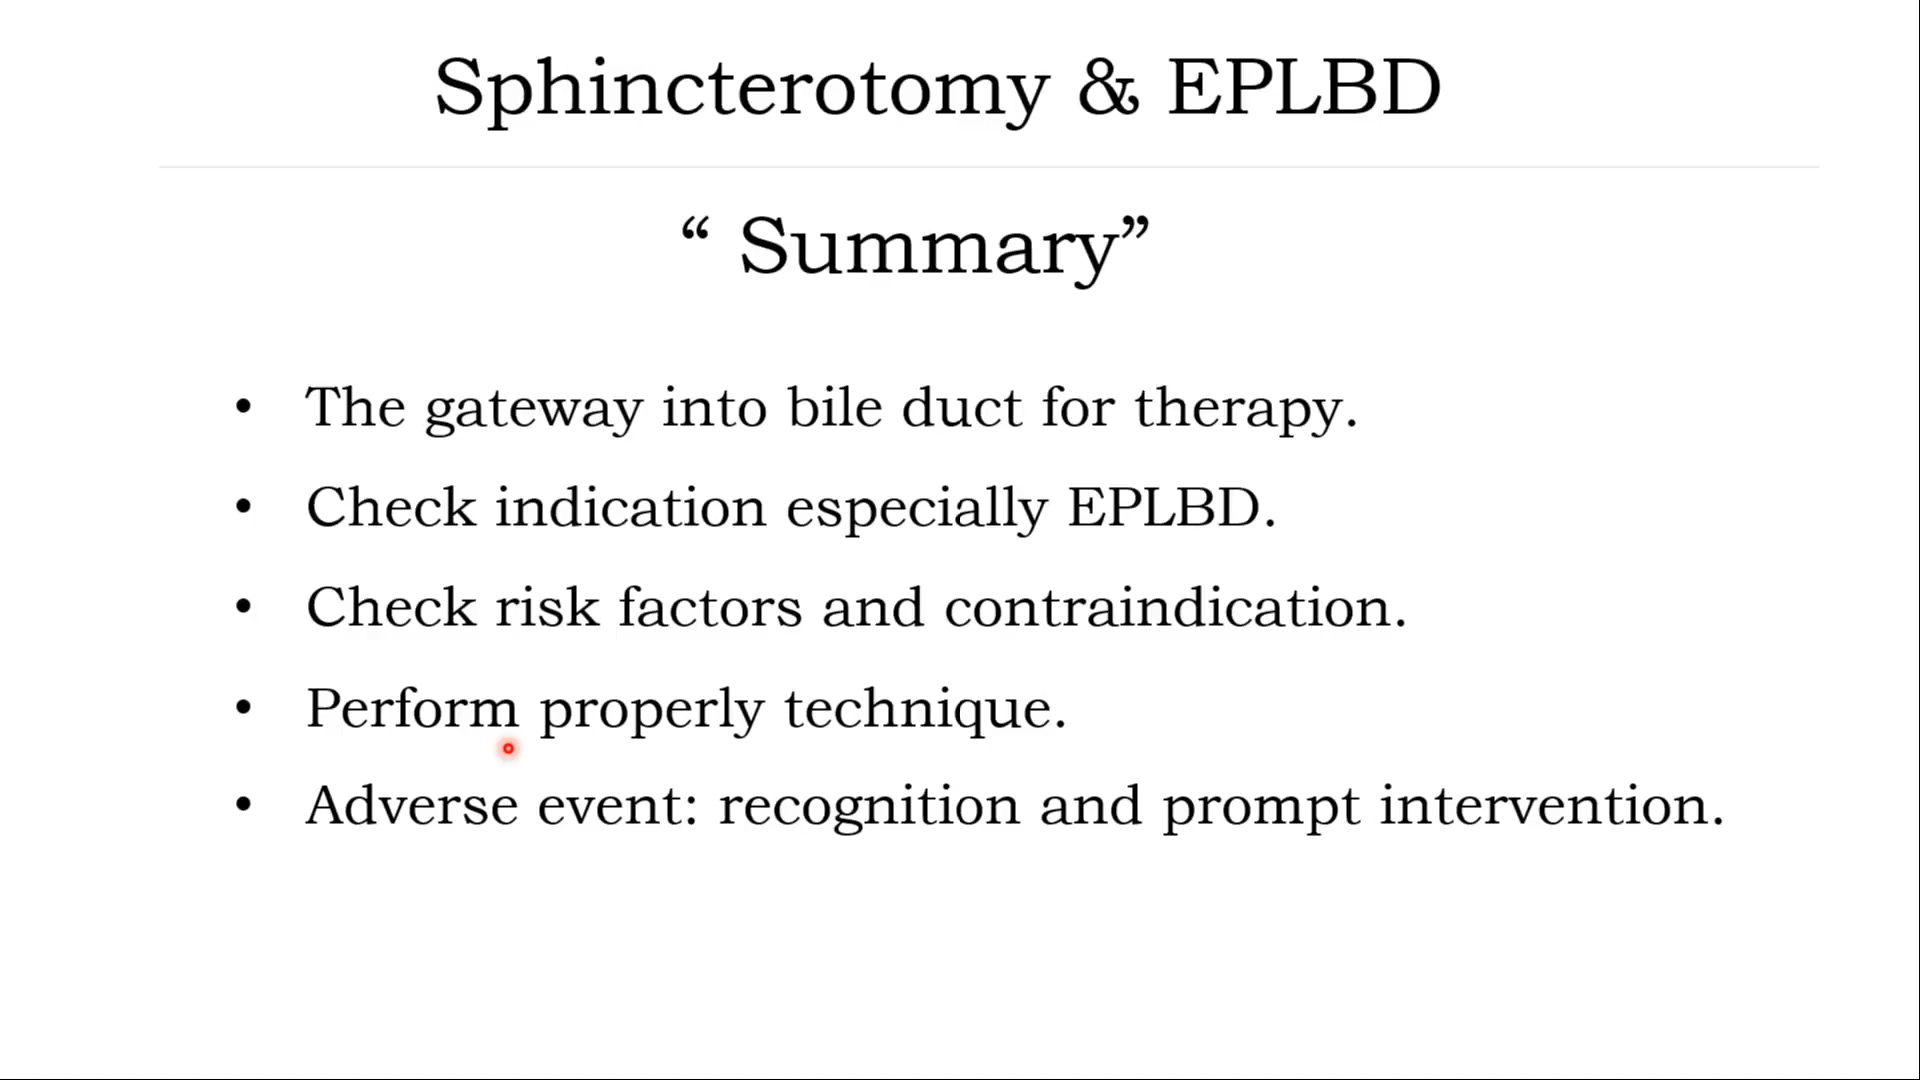 Sphincterotomy & EPLBD
“ Summary”
• The gateway into bile duct for therapy.
• Check indication especially EPLBD.
• Check risk factors and contraindication.
• Perform properly technique.
• Adverse event: recognition and prompt intervention.